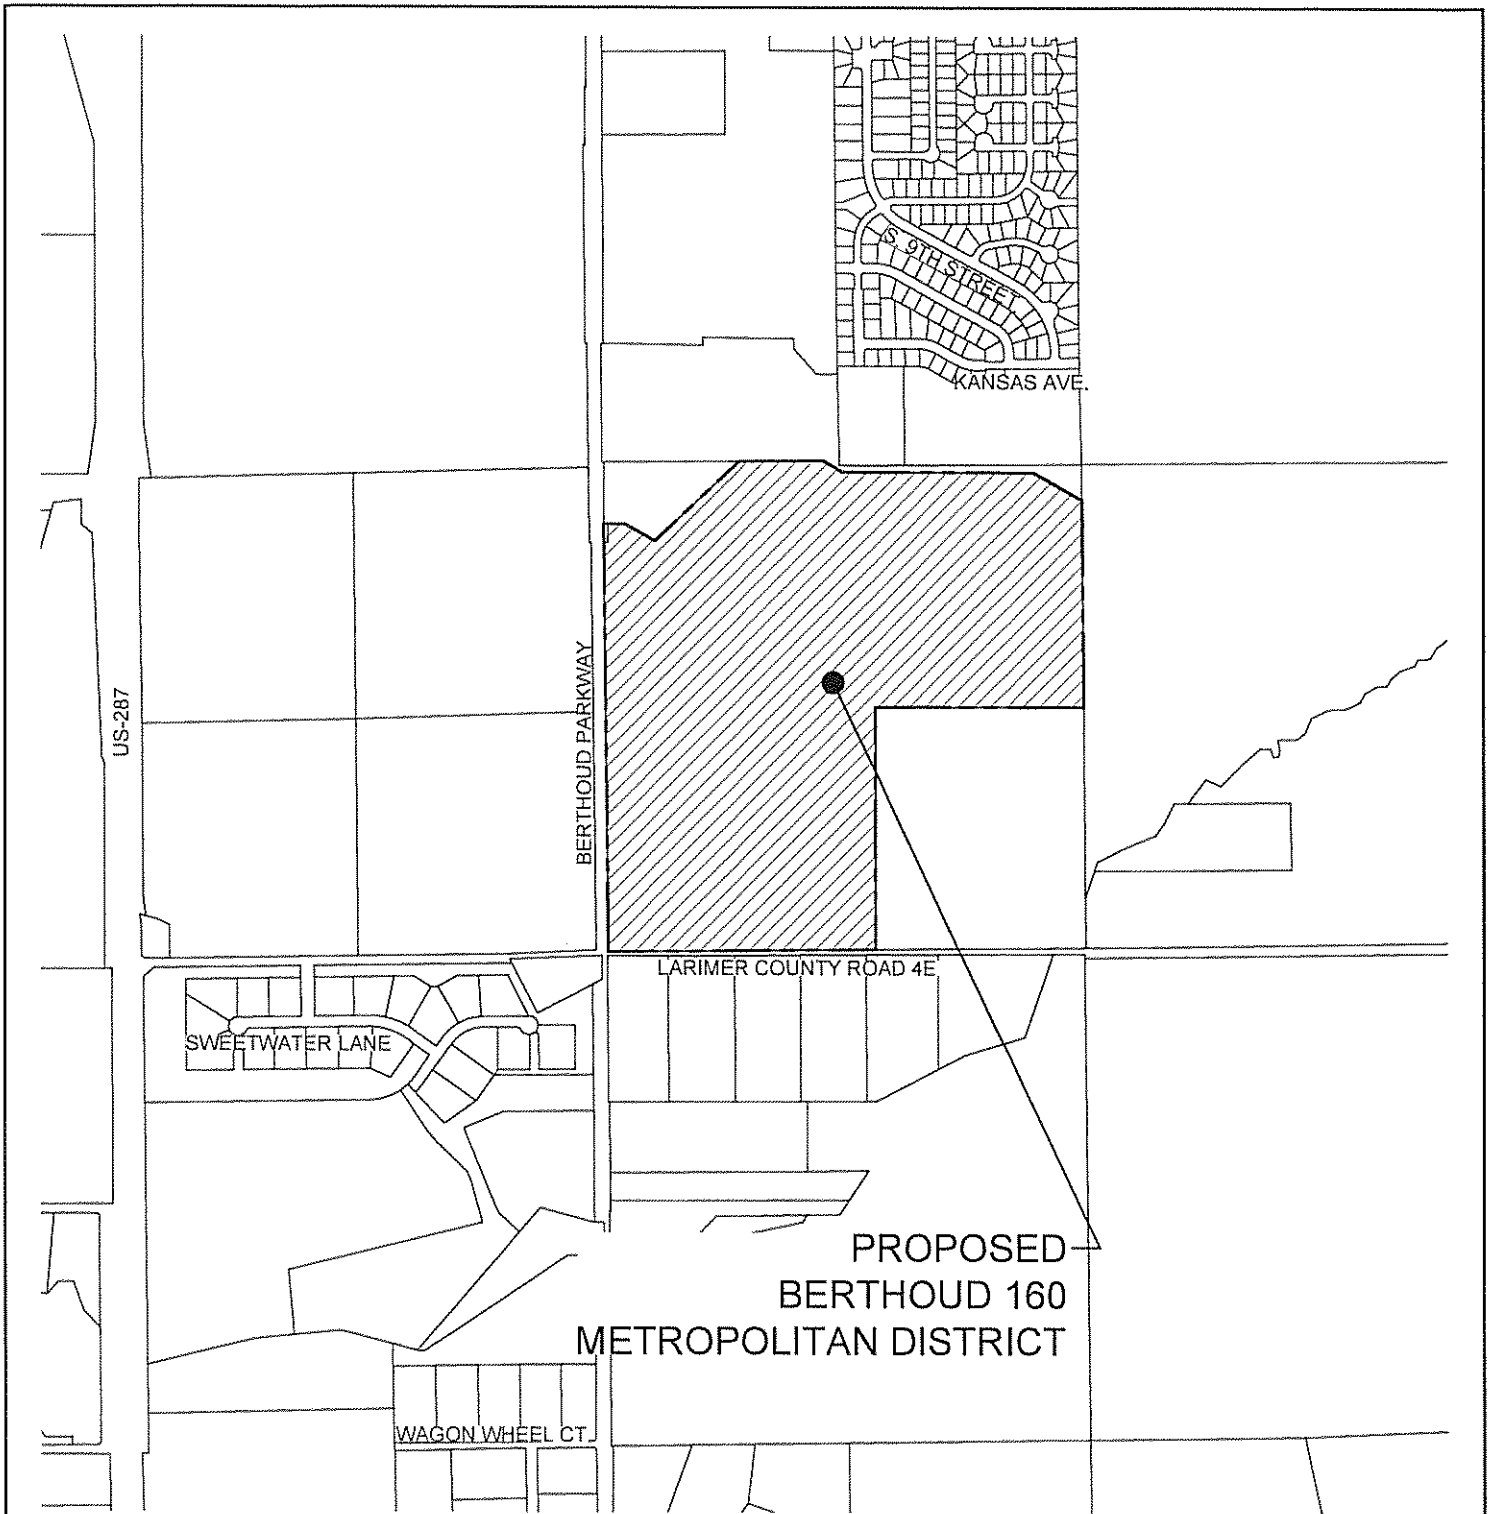 S. 9TH STREET
KANSAS AVE.
US-287
BERTHOUD PARKWAY
LARIMER COUNTY ROAD 4E
SWEETWATER LANE
PROPOSED
BERTHOUD 160
METROPOLITAN DISTRICT
WAGON WHEEL CT.